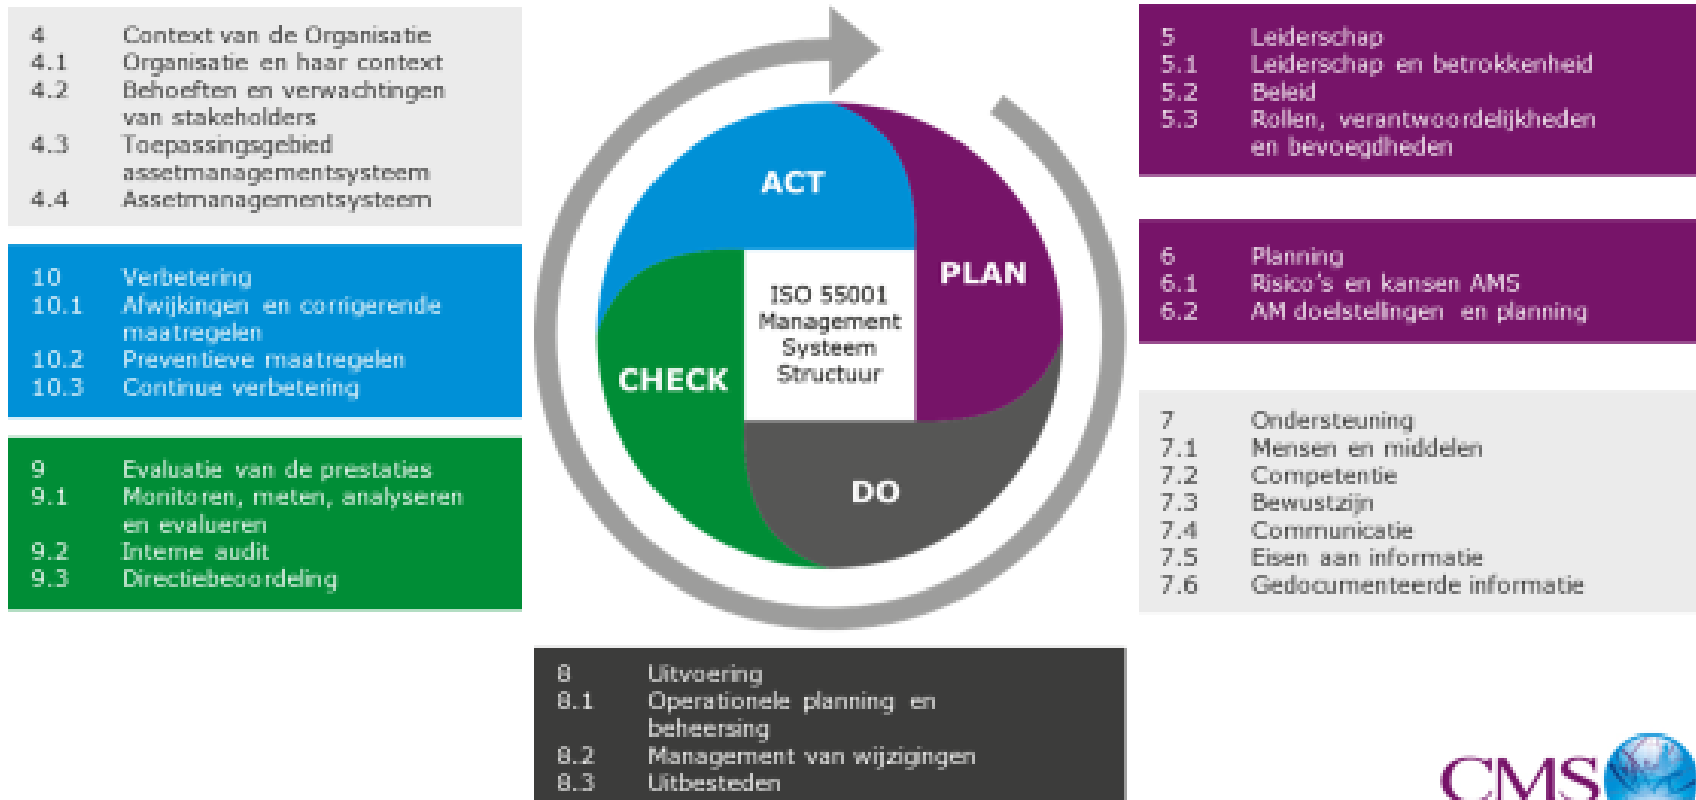 4 Context van de Organisatie
4.1 Organisatie en haar context
4.2 Behoeften en verwachtingen
van stakeholders
4.3 Toepassingsgebied
assetmanagementsysteem
4.4 Assetmanagementsysteem
10 Verbetering
10.1 Afwijkingen en corrigerende
maatregelen
10.2 Preventieve maatregelen
10.3 Continue verbetering
9 Evaluatie van de prestaties
9.1 Monitoren, meten, analyseren
en evalueren
9.2 Interne audit
9.3 Directiebeoordeling
ACT
PLAN
ISO 55001
Management
Systeem
Structuur
CHECK
DO
5 Leiderschap
5.1 Leiderschap en betrokkenheid
5.2 Beleid
5.3 Rollen, verantwoordelijkheden
en bevoegdheden
6 Planning
6.1 Risico's en kansen AMS
6.2 AM doelstellingen en planning
7 Ondersteuning
7.1 Mensen en middelen
7.2 Competentie
7.3 Bewustzijn
7.4 Communicatie
7.5 Eisen aan informatie
7.6 Gedocumenteerde informatie
8 Uitvoering
8.1 Operationele planning en
beheersing
8.2 Management van wijzigingen
8.3 Uitbesteden
CMS